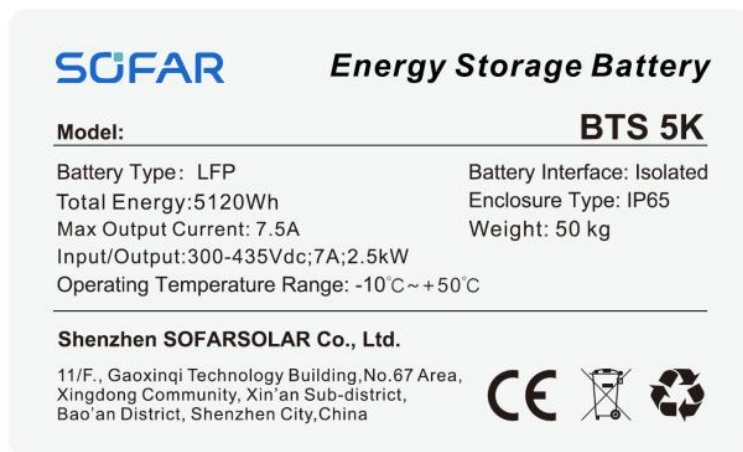 SOFAR
Energy Storage Battery
Model:
BTS 5K
Battery Type: LFP
Total Energy:5120Wh
Max Output Current: 7.5A
Input/Output:300-435Vdc;7A;2.5kW
Operating Temperature Range: -10℃~+50℃
Battery Interface: Isolated
Enclosure Type: IP65
Weight: 50 kg
Shenzhen SOFARSOLAR Co., Ltd.
11/F., Gaoxinqi Technology Building,No.67 Area,
Xingdong Community, Xin'an Sub-district,
Bao'an District, Shenzhen City,China
CE